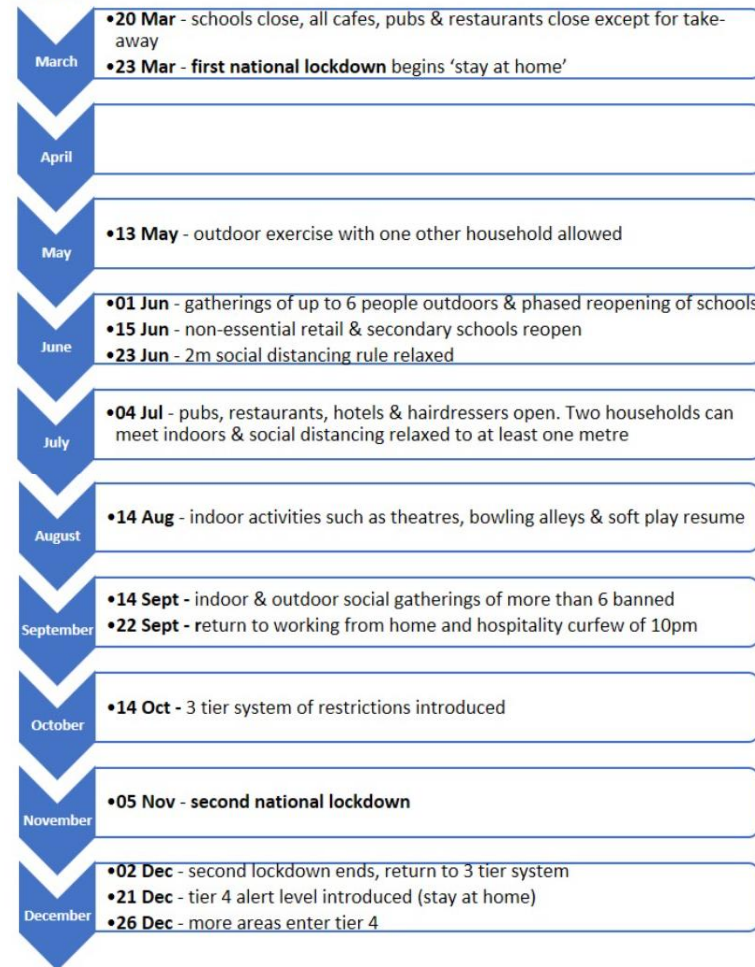 March
•20 Mar - schools close, all cafes, pubs & restaurants close except for take-
away
•23 Mar - first national lockdown begins ‘stay at home’
April
May
•13 May - outdoor exercise with one other household allowed
June
•01 Jun - gatherings of up to 6 people outdoors & phased reopening of schools
•15 Jun - non-essential retail & secondary schools reopen
•23 Jun - 2m social distancing rule relaxed
July
•04 Jul - pubs, restaurants, hotels & hairdressers open. Two households can
meet indoors & social distancing relaxed to at least one metre
August
•14 Aug - indoor activities such as theatres, bowling alleys & soft play resume
September
•14 Sept - indoor & outdoor social gatherings of more than 6 banned
•22 Sept - return to working from home and hospitality curfew of 10pm
October
•14 Oct - 3 tier system of restrictions introduced
November
•05 Nov - second national lockdown
December
•02 Dec - second lockdown ends, return to 3 tier system
•21 Dec - tier 4 alert level introduced (stay at home)
•26 Dec - more areas enter tier 4